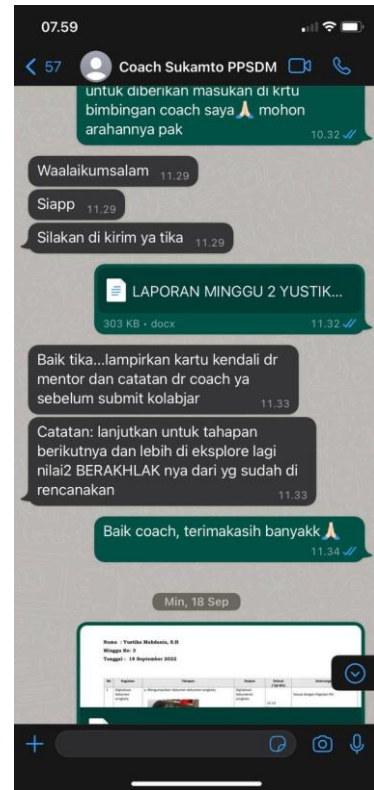 07.59
57
Coach Sukamto PPSDM
untuk diberikan masukan di krtu
bimbingan coach saya🙏🏻 mohon
arahannya pak
10.32
Waalaikumsalam 11.29
Siapp 11.29
Silakan di kirim ya tika 11.29
LAPORAN MINGGU 2 YUSTIK...
303 KB • docx 11.32
Baik tika...lampirkan kartu kendali dr
mentor dan catatan dr coach ya
sebelum submit kolabjar
11.33
Catatan: lanjutkan untuk tahapan
berikutnya dan lebih di eksplore lagi
nilai2 BERAKHLAK nya dari yg sudah di
rencanakan
11.33
Baik coach, terimakasih banyakk🙏🏻
11.34
Min, 18 Sep
Minggu Ke: 3
Tanggal : 18 September 2022
No Kegiatan Tahapan Output